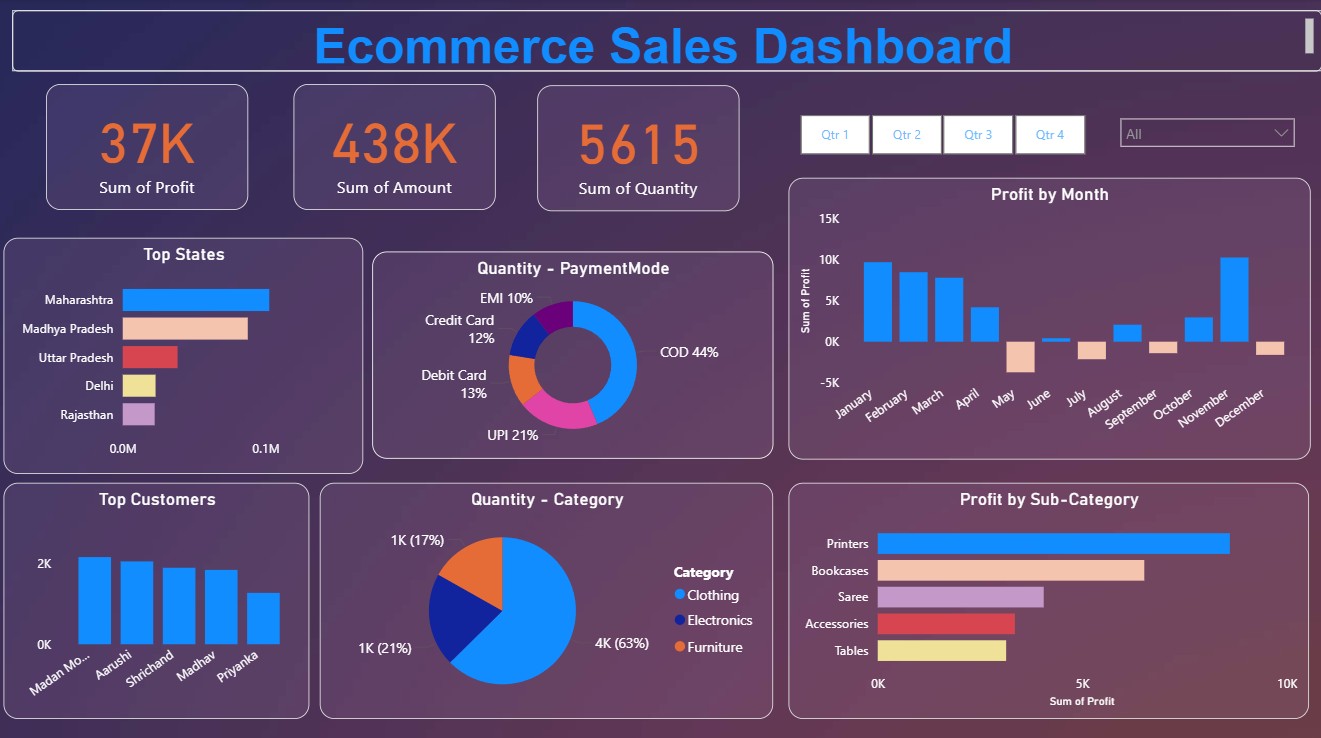 Ecommerce Sales Dashboard
37K
Sum of Profit
438K
Sum of Amount
5615
Sum of Quantity
Qtr 1
Qtr 2
Qtr 3
Qtr 4
All
Top States
Maharashtra
Madhya Pradesh
Uttar Pradesh
Delhi
Rajasthan
0.0M
0.1M
Quantity - PaymentMode
EMI 10%
Credit Card
12%
Debit Card
13%
UPI 21%
COD 44%
Profit by Month
Sum of Profit
15K
10K
5K
0K
-5K
January
February
March
April
May
June
July
August
September
October
November
December
Top Customers
2K
0K
Madan Mo...
Aarushi
Shrichand
Madhav
Priyanka
Quantity - Category
1K (17%)
1K (21%)
4K (63%)
Category
Clothing
Electronics
Furniture
Profit by Sub-Category
Printers
Bookcases
Saree
Accessories
Tables
0K
5K
10K
Sum of Profit